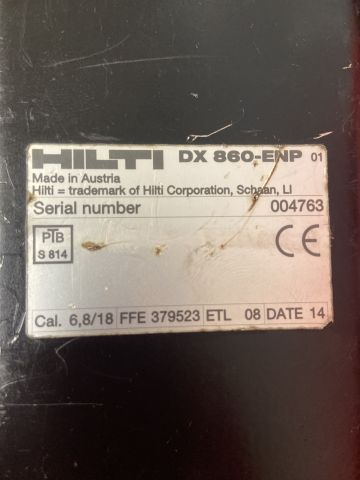 HILTI DX 860-ENP 01
Made in Austria
Hilti = trademark of Hilti Corporation, Schaan, LI
Serial number 004763
PTB
S 814
CE
Cal. 6,8/18 FFE 379523 ETL 08 DATE 14